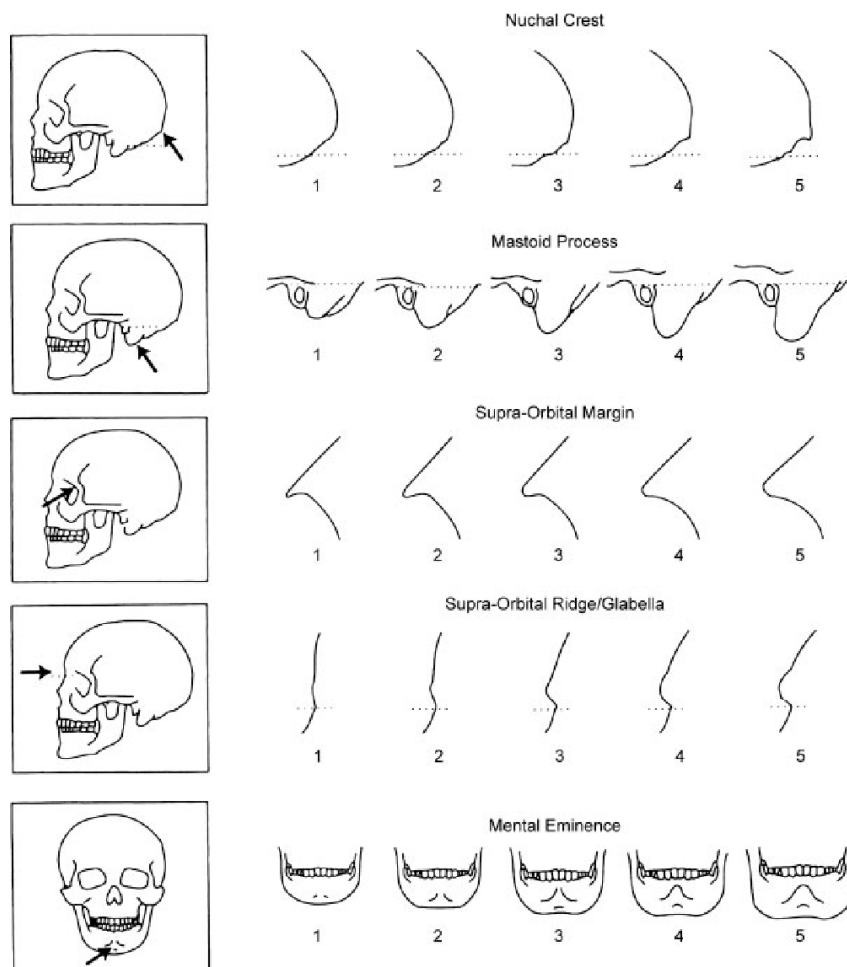 Nuchal Crest
1 2 3 4 5
Mastoid Process
1 2 3 4 5
Supra-Orbital Margin
1 2 3 4 5
Supra-Orbital Ridge/Glabella
1 2 3 4 5
Mental Eminence
1 2 3 4 5